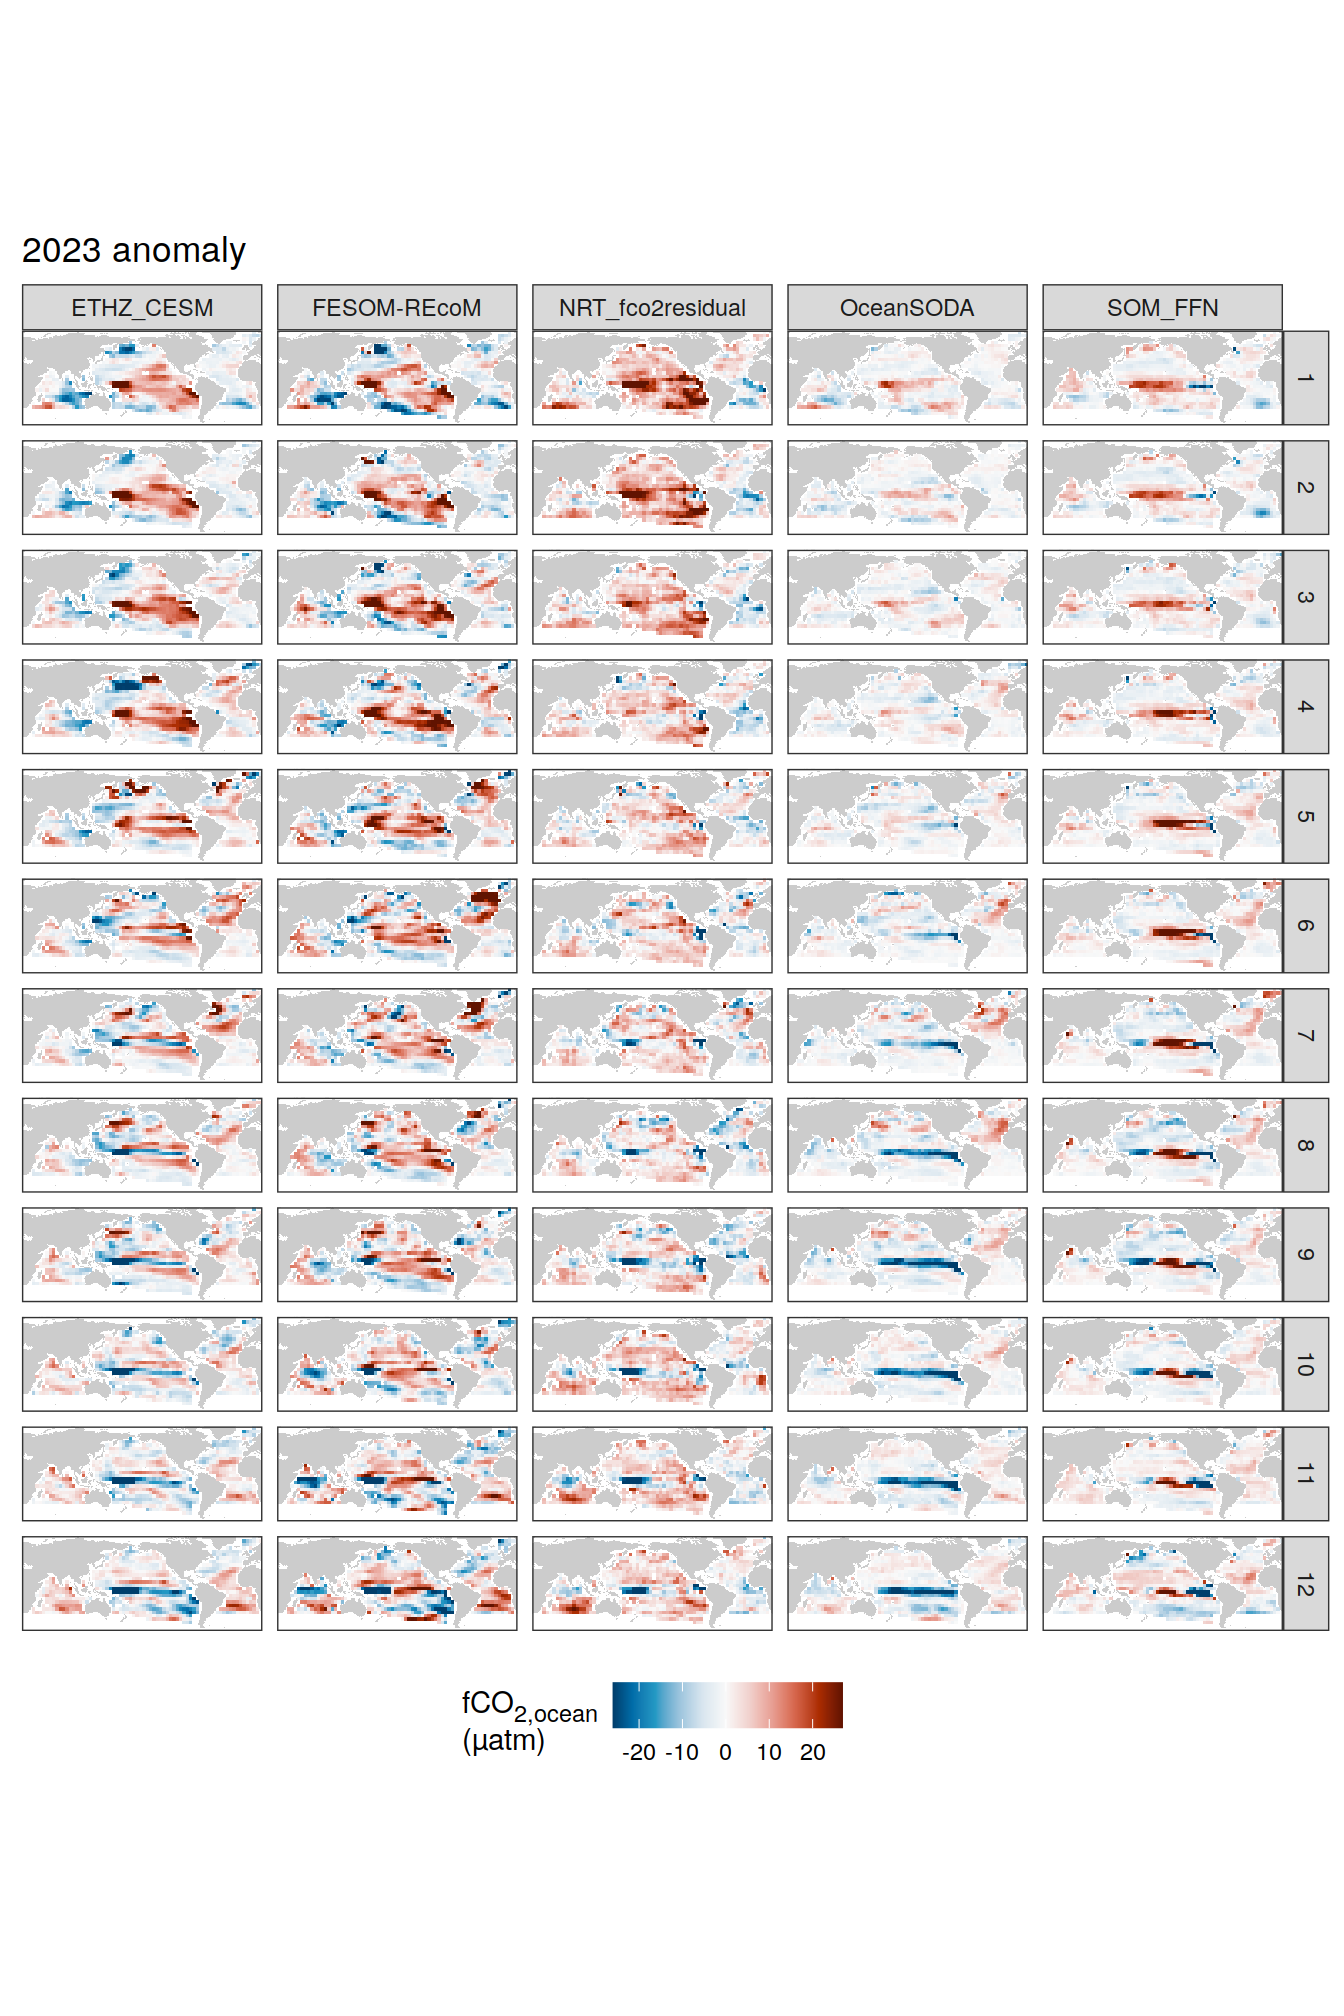 2023 anomaly
ETHZ_CESM FESOM-REcoM NRT_fco2residual OceanSODA SOM_FFN
1
2
3
4
5
6
7
8
9
10
11
12
fCO2,ocean
(µatm)
-20 -10 0 10 20